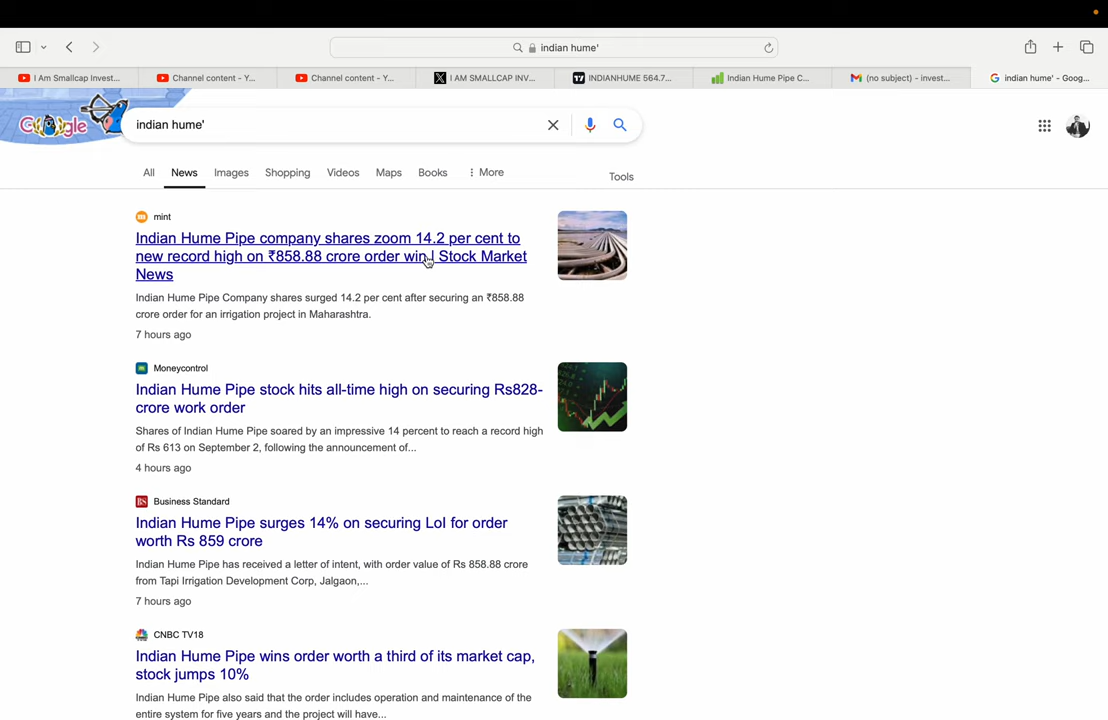 indian hume'
I Am Smallcap Invest...
Channel content - Y...
Channel content - Y...
I AM SMALLCAP INV...
INDIANHUME 564.7...
Indian Hume Pipe C...
(no subject) - invest...
indian hume' - Goog...
Google
indian hume'
All
News
Images
Shopping
Videos
Maps
Books
More
Tools
mint
Indian Hume Pipe company shares zoom 14.2 per cent to
new record high on ₹858.88 crore order win | Stock Market
News
Indian Hume Pipe Company shares surged 14.2 per cent after securing an ₹858.88
crore order for an irrigation project in Maharashtra.
7 hours ago
Moneycontrol
Indian Hume Pipe stock hits all-time high on securing Rs828-
crore work order
Shares of Indian Hume Pipe soared by an impressive 14 percent to reach a record high
of Rs 613 on September 2, following the announcement of...
4 hours ago
BS
Business Standard
Indian Hume Pipe surges 14% on securing LoI for order
worth Rs 859 crore
Indian Hume Pipe has received a letter of intent, with order value of Rs 858.88 crore
from Tapi Irrigation Development Corp, Jalgaon,...
7 hours ago
CNBC TV18
Indian Hume Pipe wins order worth a third of its market cap,
stock jumps 10%
Indian Hume Pipe also said that the order includes operation and maintenance of the
entire system for five years and the project will have...